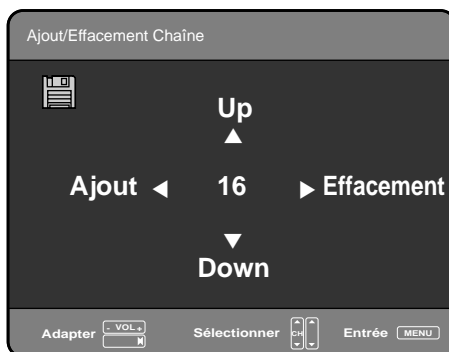 Ajout/Effacement Chaîne
Up
Ajout 16 Effacement
Down
Adapter - VOL + Sélectionner CH Entrée MENU